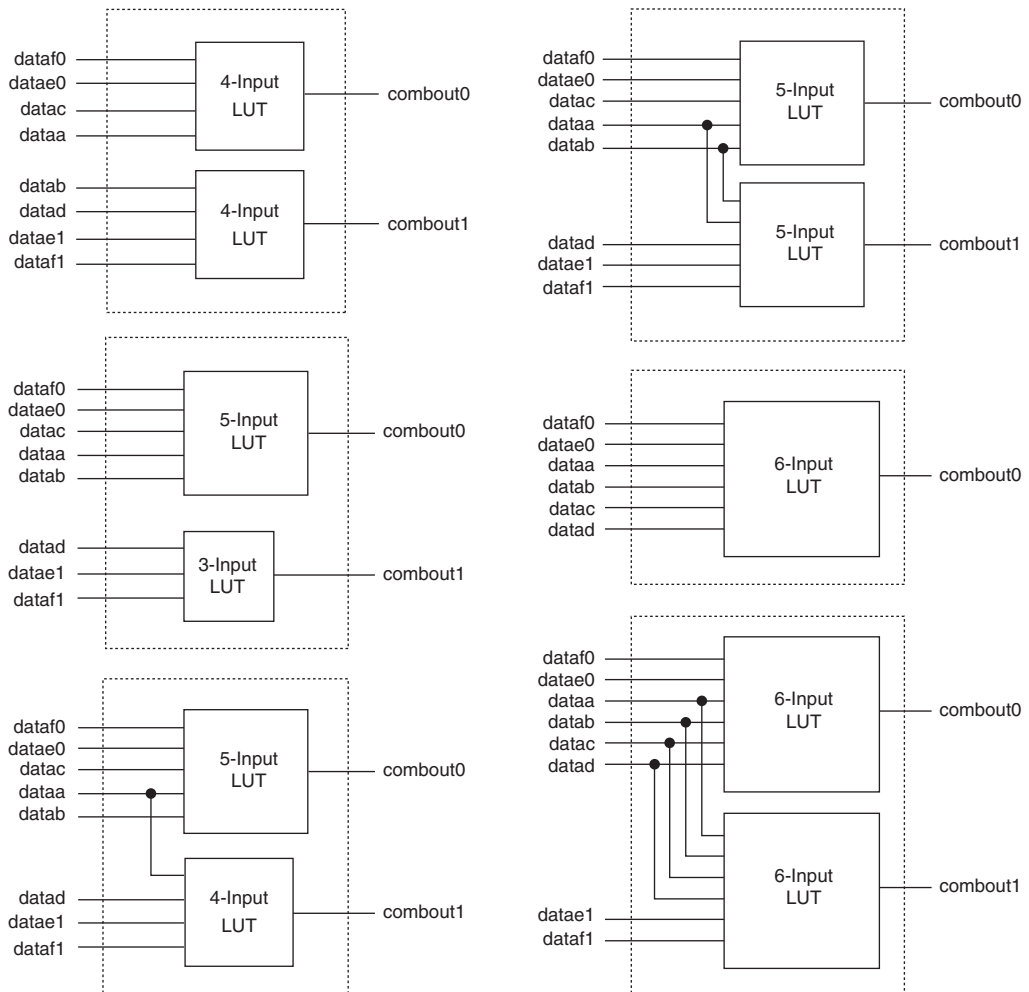 dataf0
datae0
datac
dataa
4-Input
LUT
combout0
datab
datad
datae1
dataf1
4-Input
LUT
combout1
dataf0
datae0
datac
dataa
datab
5-Input
LUT
combout0
datad
datae1
dataf1
3-Input
LUT
combout1
dataf0
datae0
datac
dataa
datab
5-Input
LUT
combout0
datad
datae1
dataf1
4-Input
LUT
combout1
dataf0
datae0
datac
dataa
datab
5-Input
LUT
combout0
datad
datae1
dataf1
5-Input
LUT
combout1
dataf0
datae0
dataa
datab
datac
datad
6-Input
LUT
combout0
dataf0
datae0
dataa
datab
datac
datad
6-Input
LUT
combout0
datae1
dataf1
6-Input
LUT
combout1